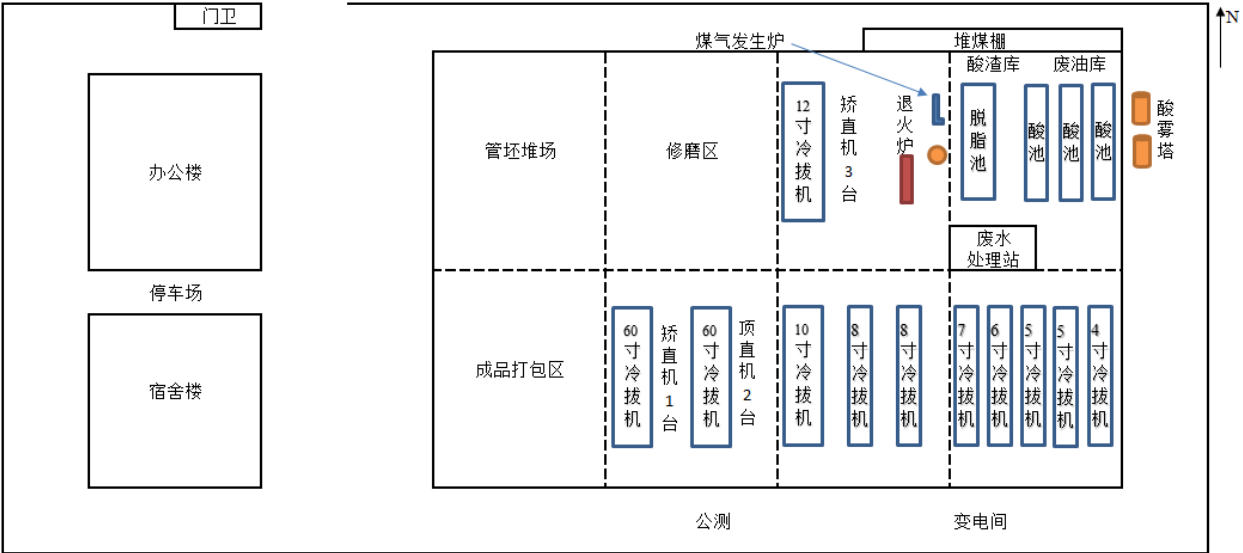 门卫
N
煤气发生炉
堆煤棚
酸渣库
废油库
办公楼
管坯堆场
修磨区
12寸冷拔机
矫直机3台
退火炉
脱脂池
酸池
酸池
酸池
酸雾塔
废水
处理站
停车场
宿舍楼
成品打包区
60寸冷拔机
矫直机1台
60寸冷拔机
顶直机2台
10寸冷拔机
8寸冷拔机
8寸冷拔机
7寸冷拔机
6寸冷拔机
5寸冷拔机
5寸冷拔机
4寸冷拔机
公测
变电间